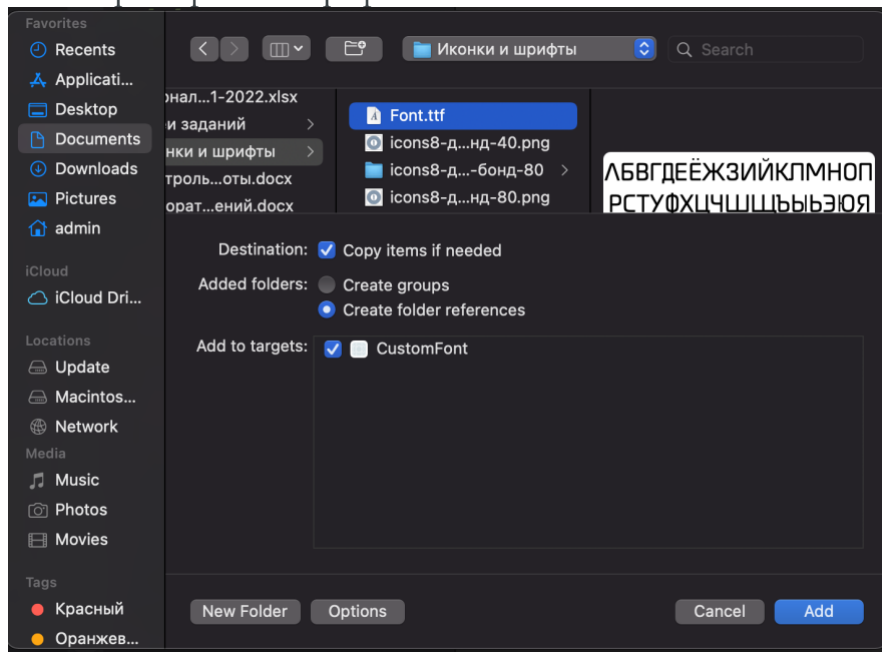 Favorites
Recents
Applicati...
Desktop
Documents
Downloads
Pictures
admin
iCloud
iCloud Dri...
Locations
Update
Macintos...
Network
Media
Music
Photos
Movies
Tags
Красный
Оранжев...
Иконки и шрифты
Search
онал...1-2022.xlsx
и заданий
нки и шрифты
троль...оты.docx
орат...ений.docx
Font.ttf
icons8-д...нд-40.png
icons8-д...-бонд-80
icons8-д...нд-80.png
АБВГДЕЁЖЗИЙКЛМНОП
РСТУФХЦЧШЩЪЫЬЭЮЯ
Destination: Copy items if needed
Added folders: Create groups
Create folder references
Add to targets: CustomFont
New Folder Options Cancel Add